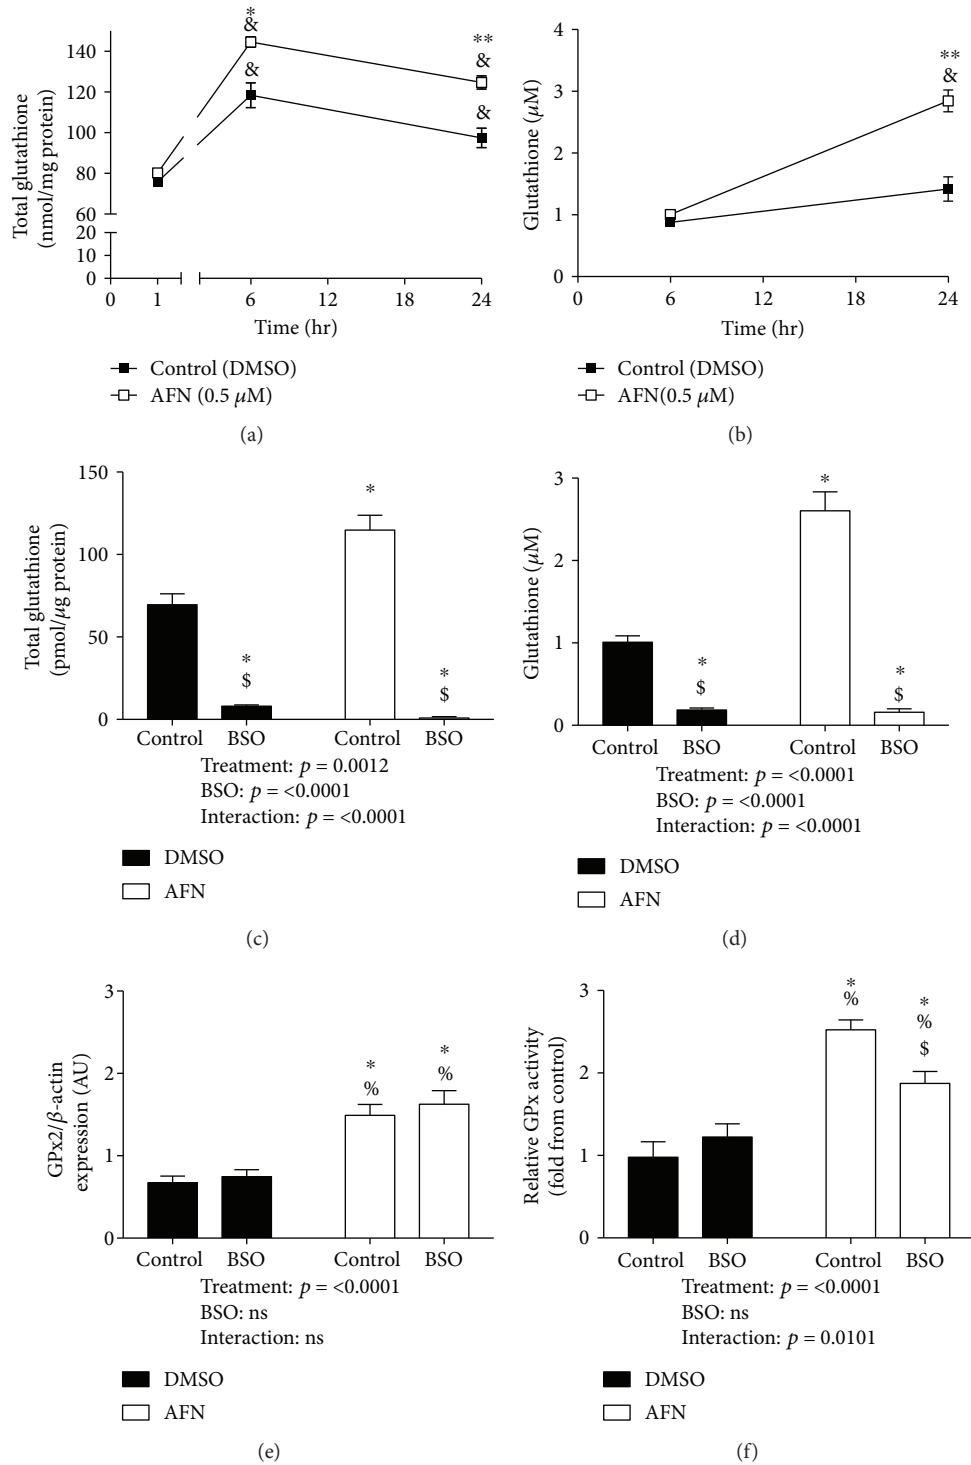 Total glutathione
(nmol/mg protein)
140
120
100
80
60
20
10
0
*
&
&
**
&
&
0 1 6 12 18 24
Time (hr)
Control (DMSO)
AFN (0.5 μM)
(a)
Glutathione (μM)
4
3
2
1
0
**
&
0 6 12 18 24
Time (hr)
Control (DMSO)
AFN(0.5 μM)
(b)
Total glutathione
(pmol/μg protein)
150
100
50
0
*
$
*
*
$
Control BSO Control BSO
Treatment: p = 0.0012
BSO: p = <0.0001
Interaction: p = <0.0001
DMSO
AFN
(c)
Glutathione (μM)
3
2
1
0
*
$
*
*
$
Control BSO Control BSO
Treatment: p = <0.0001
BSO: p = <0.0001
Interaction: p = <0.0001
DMSO
AFN
(d)
GPx2/β-actin
expression (AU)
3
2
1
0
*
%
*
%
Control BSO Control BSO
Treatment: p = <0.0001
BSO: ns
Interaction: ns
DMSO
AFN
(e)
Relative GPx activity
(fold from control)
3
2
1
0
*
%
*
%
$
Control BSO Control BSO
Treatment: p = <0.0001
BSO: ns
Interaction: p = 0.0101
DMSO
AFN
(f)